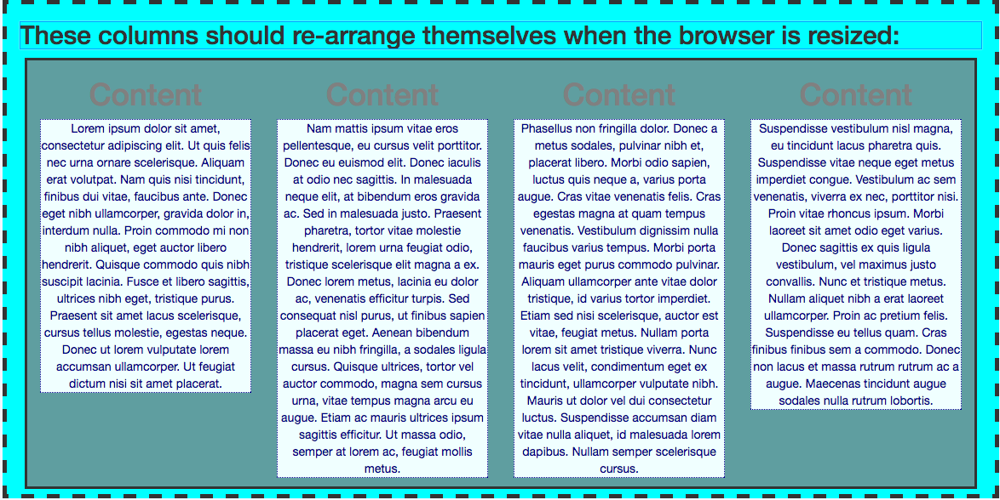 These columns should re-arrange themselves when the browser is resized:
Content
Lorem ipsum dolor sit amet,
consectetur adipiscing elit. Ut quis felis
nec urna ornare scelerisque. Aliquam
erat volutpat. Nam quis nisi tincidunt,
finibus dui vitae, faucibus ante. Donec
eget nibh ullamcorper, gravida dolor in,
interdum nulla. Proin commodo mi non
nibh aliquet, eget auctor libero
hendrerit. Quisque commodo quis nibh
suscipit lacinia. Fusce et libero sagittis,
ultrices nibh eget, tristique purus.
Praesent sit amet lacus scelerisque,
cursus tellus molestie, egestas neque.
Donec ut lorem vulputate lorem
accumsan ullamcorper. Ut feugiat
dictum nisi sit amet placerat.
Content
Nam mattis ipsum vitae eros
pellentesque, eu cursus velit porttitor.
Donec eu euismod elit. Donec iaculis
at odio nec sagittis. In malesuada
neque elit, at bibendum eros gravida
ac. Sed in malesuada justo. Praesent
pharetra, tortor vitae molestie
hendrerit, lorem urna feugiat odio,
tristique scelerisque elit magna a ex.
Donec lorem metus, lacinia eu dolor
ac, venenatis efficitur turpis. Sed
consequat nisl purus, ut finibus sapien
placerat eget. Aenean bibendum
massa eu nibh fringilla, a sodales ligula
cursus. Quisque ultrices, tortor vel
auctor commodo, magna sem cursus
urna, vitae tempus magna arcu eu
augue. Etiam ac mauris ultrices ipsum
sagittis efficitur. Ut massa odio,
semper at lorem ac, feugiat mollis
metus.
Content
Phasellus non fringilla dolor. Donec a
metus sodales, pulvinar nibh et,
placerat libero. Morbi odio sapien,
luctus quis neque a, varius porta
augue. Cras vitae venenatis felis. Cras
egestas magna at quam tempus
venenatis. Vestibulum dignissim nulla
faucibus varius tempus. Morbi porta
mauris eget purus commodo pulvinar.
Aliquam ullamcorper ante vitae dolor
tristique, id varius tortor imperdiet.
Etiam sed nisi scelerisque, auctor est
vitae, feugiat metus. Nullam porta
lorem sit amet tristique viverra. Nunc
lacus velit, condimentum eget ex
tincidunt, ullamcorper vulputate nibh.
Mauris ut dolor vel dui consectetur
luctus. Suspendisse accumsan diam
vitae nulla aliquet, id malesuada lorem
dapibus. Nullam semper scelerisque
cursus.
Content
Suspendisse vestibulum nisl magna,
eu tincidunt lacus pharetra quis.
Suspendisse vitae neque eget metus
imperdiet congue. Vestibulum ac sem
venenatis, viverra ex nec, porttitor nisi.
Proin vitae rhoncus ipsum. Morbi
laoreet sit amet odio eget varius.
Donec sagittis ex quis ligula
vestibulum, vel maximus justo
convallis. Nunc et tristique metus.
Nullam aliquet nibh a erat laoreet
ullamcorper. Proin ac pretium felis.
Suspendisse eu tellus quam. Cras
finibus finibus sem a commodo. Donec
non lacus et massa rutrum rutrum ac a
augue. Maecenas tincidunt augue
sodales nulla rutrum lobortis.